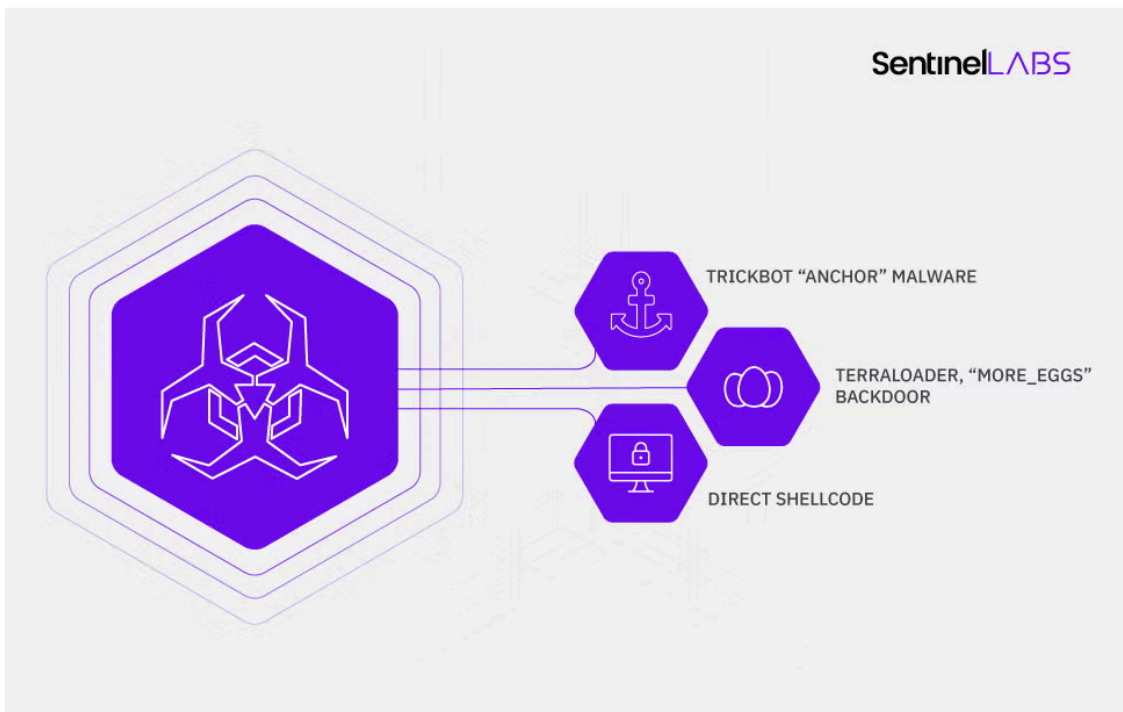 SentinelLABS
TRICKBOT “ANCHOR” MALWARE
TERRALOADER, “MORE_EGGS”
BACKDOOR
DIRECT SHELLCODE